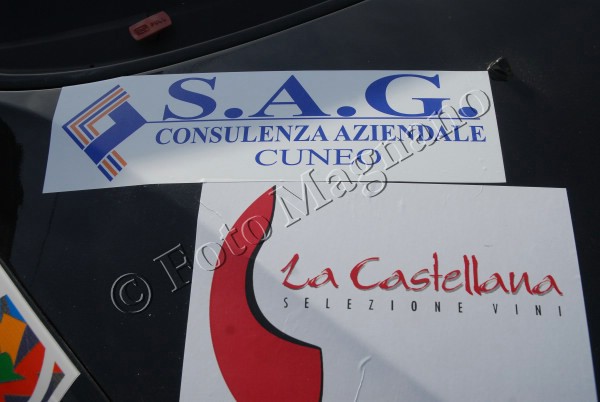 S.A.G.
CONSULENZA AZIENDALE
CUNEO
La Castellana
SELEZIONE VINI
© Foto Magnano